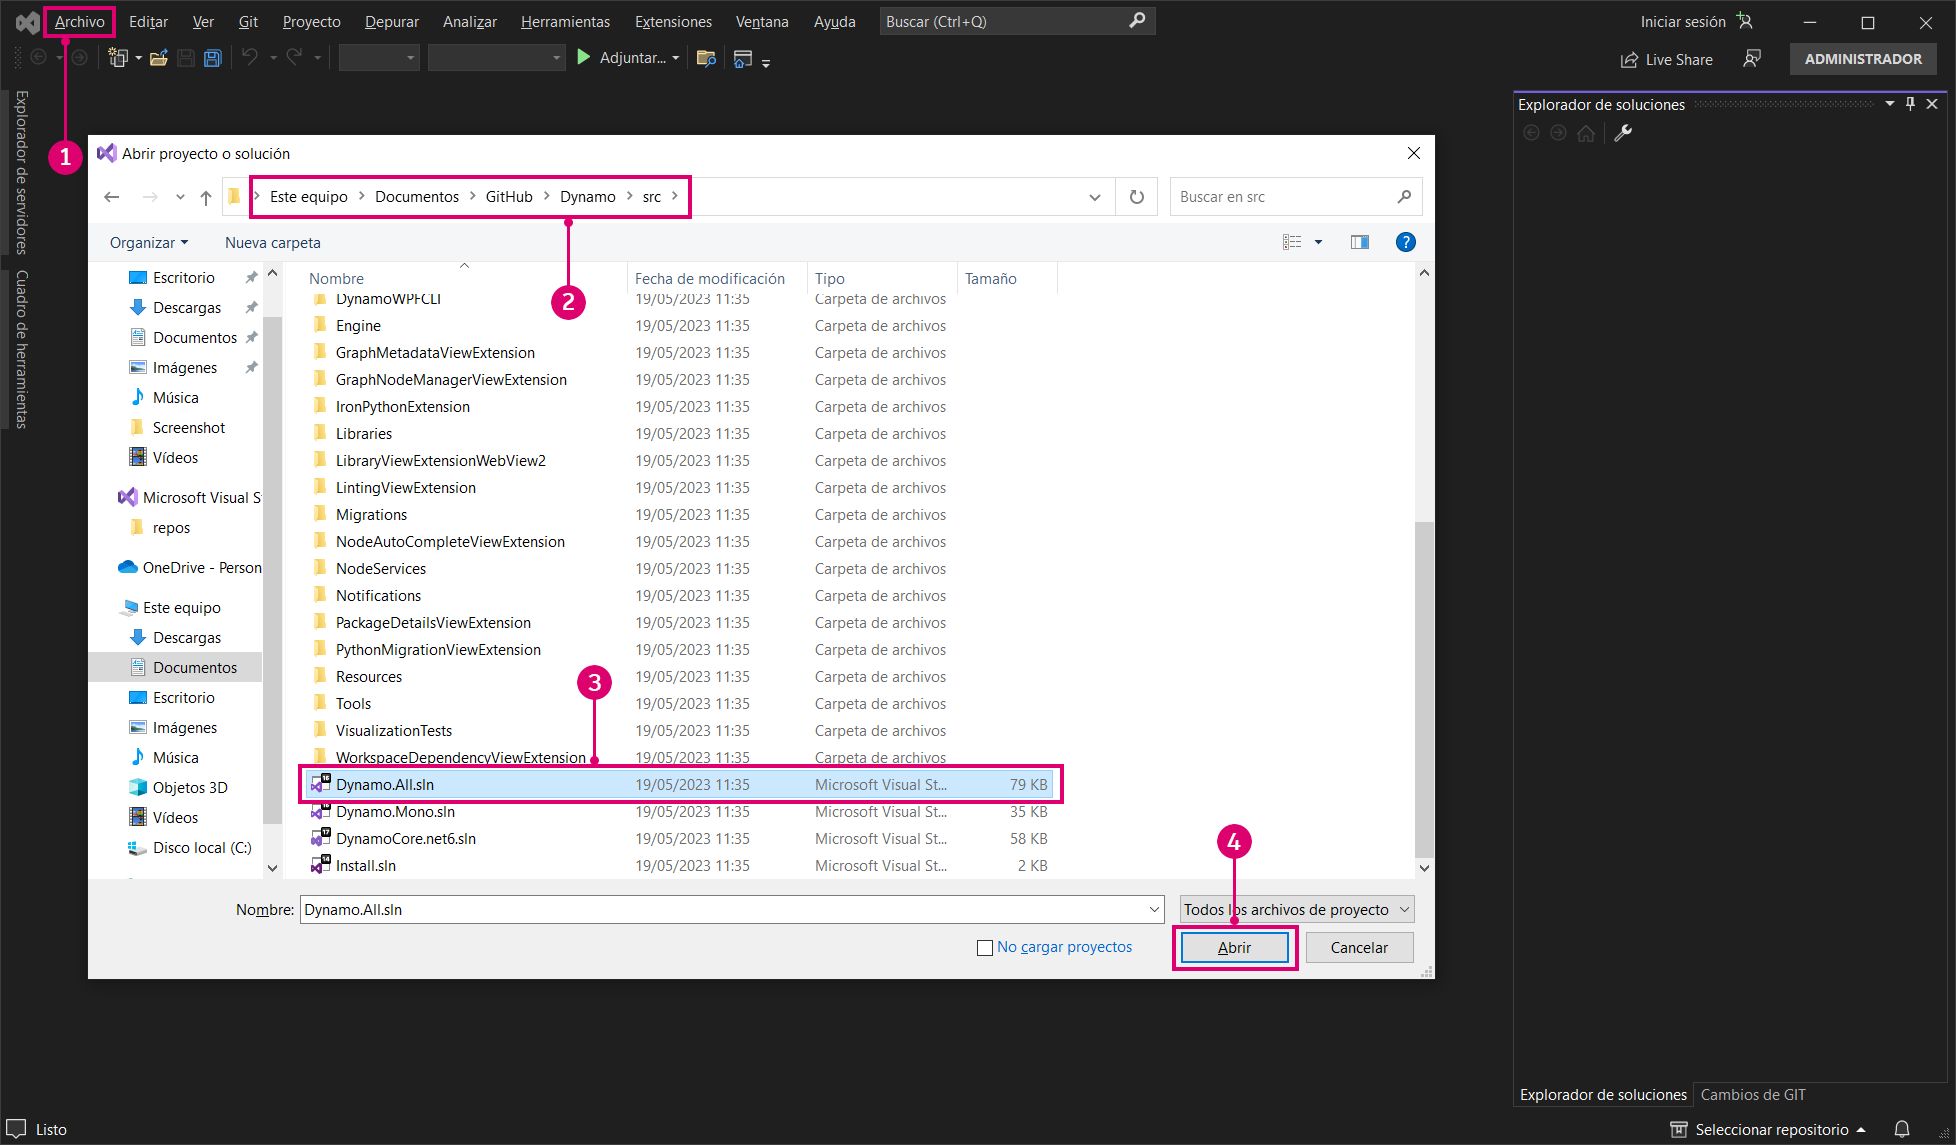 Archivo Editar Ver Git Proyecto Depurar Analizar Herramientas Extensiones Ventana Ayuda Buscar (Ctrl+Q) Iniciar sesión
Adjuntar... Live Share ADMINISTRADOR
Explorador de servidores
Cuadro de herramientas
1
Abrir proyecto o solución
Este equipo > Documentos > GitHub > Dynamo > src > Buscar en src
Organizar Nueva carpeta ?
2
Escritorio
Descargas
Documentos
Imágenes
Música
Screenshot
Vídeos
Microsoft Visual S
repos
OneDrive - Person
Este equipo
Descargas
Documentos
Escritorio
Imágenes
Música
Objetos 3D
Vídeos
Disco local (C:)
Nombre Fecha de modificación Tipo Tamaño
DynamoWPFCLI 19/05/2023 11:35 Carpeta de archivos
Engine 19/05/2023 11:35 Carpeta de archivos
GraphMetadataViewExtension 19/05/2023 11:35 Carpeta de archivos
GraphNodeManagerViewExtension 19/05/2023 11:35 Carpeta de archivos
IronPythonExtension 19/05/2023 11:35 Carpeta de archivos
Libraries 19/05/2023 11:35 Carpeta de archivos
LibraryViewExtensionWebView2 19/05/2023 11:35 Carpeta de archivos
LintingViewExtension 19/05/2023 11:35 Carpeta de archivos
Migrations 19/05/2023 11:35 Carpeta de archivos
NodeAutoCompleteViewExtension 19/05/2023 11:35 Carpeta de archivos
NodeServices 19/05/2023 11:35 Carpeta de archivos
Notifications 19/05/2023 11:35 Carpeta de archivos
PackageDetailsViewExtension 19/05/2023 11:35 Carpeta de archivos
PythonMigrationViewExtension 19/05/2023 11:35 Carpeta de archivos
Resources 19/05/2023 11:35 Carpeta de archivos
3
Tools 19/05/2023 11:35 Carpeta de archivos
VisualizationTests 19/05/2023 11:35 Carpeta de archivos
WorkspaceDependencyViewExtension 19/05/2023 11:35 Carpeta de archivos
Dynamo.All.sln 19/05/2023 11:35 Microsoft Visual St... 79 KB
Dynamo.Mono.sln 19/05/2023 11:35 Microsoft Visual St... 35 KB
DynamoCore.net6.sln 19/05/2023 11:35 Microsoft Visual St... 58 KB
Install.sln 19/05/2023 11:35 Microsoft Visual St... 2 KB
4
Nombre: Dynamo.All.sln Todos los archivos de proyecto
No cargar proyectos Abrir Cancelar
Explorador de soluciones
Explorador de soluciones Cambios de GIT
Listo Seleccionar repositorio